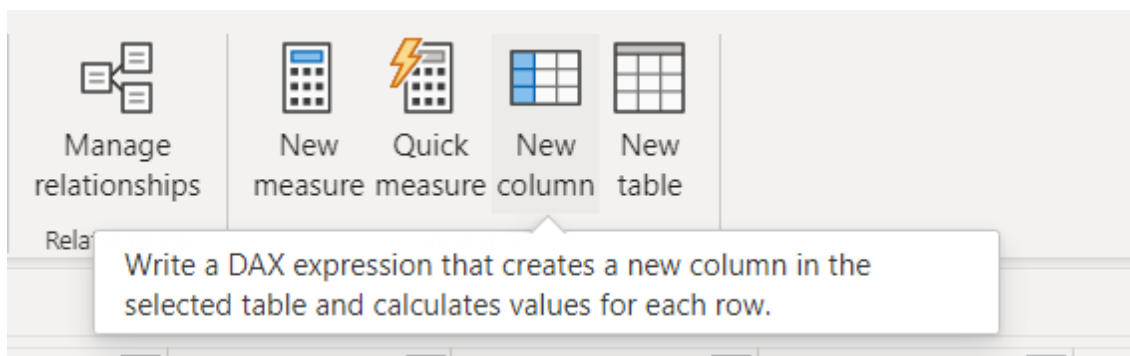 Manage
relationships
New
measure
Quick
measure
New
column
New
table
Write a DAX expression that creates a new column in the
selected table and calculates values for each row.